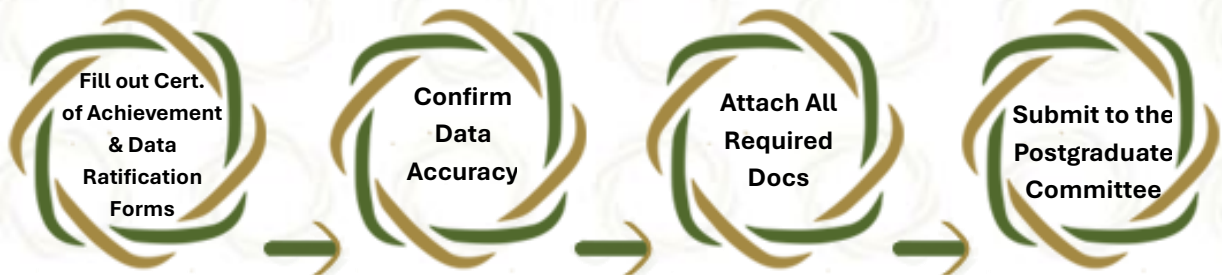 Fill out Cert.
of Achievement
& Data
Ratification
Forms
Confirm
Data
Accuracy
Attach All
Required
Docs
Submit to the
Postgraduate
Committee